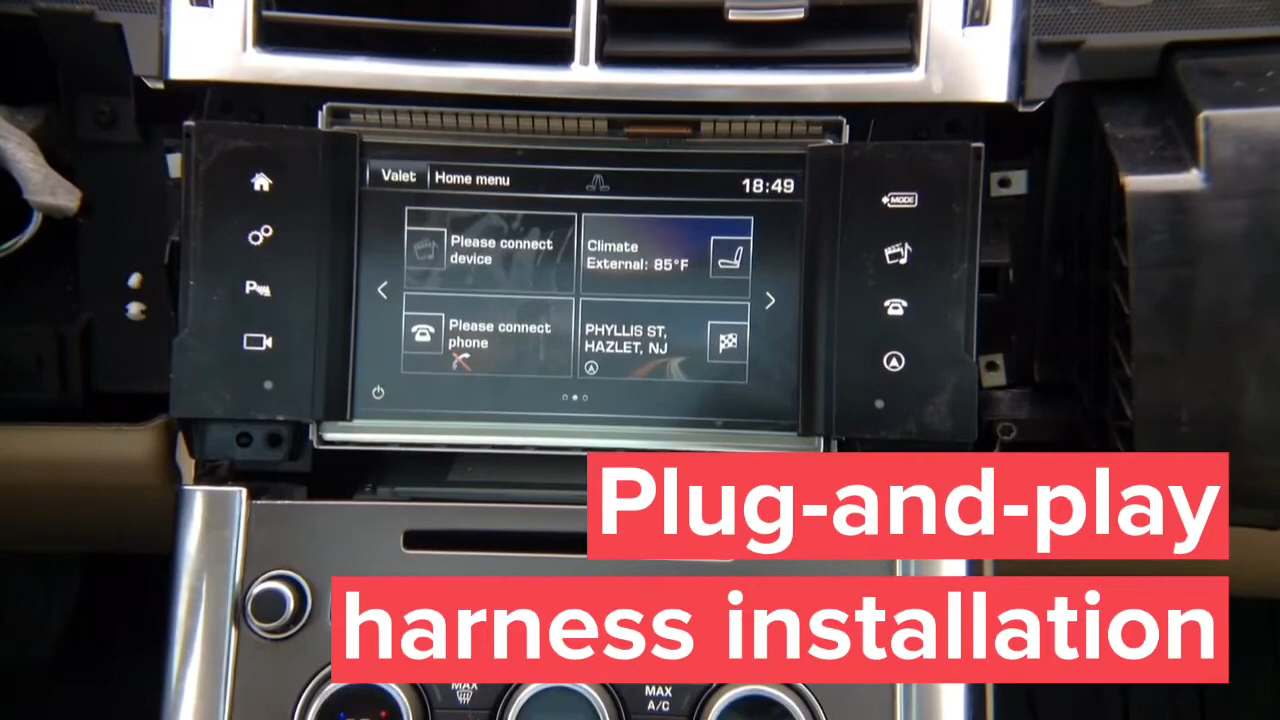 Valet
Home menu
18:49
MODE
Please connect
device
Climate
External: 85°F
P
Please connect
phone
PHYLLIS ST,
HAZLET, NJ
Plug-and-play
harness installation
MAX
MAX
A/C